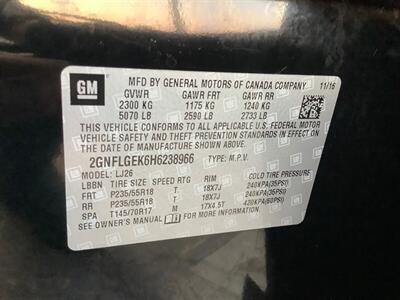 GM
MFD BY GENERAL MOTORS OF CANADA COMPANY 11/16
GVWR GAWR FRT GAWR RR
2300 KG 1175 KG 1240 KG
5070 LB 2590 LB 2733 LB
THIS VEHICLE CONFORMS TO ALL APPLICABLE U.S. FEDERAL MOTOR
VEHICLE SAFETY AND THEFT PREVENTION STANDARDS IN EFFECT ON
THE DATE OF MANUFACTURE SHOWN ABOVE.
2GNFLGEK6H6238966 TYPE: M.P.V.
MODEL: LJ26
LBBN TIRE SIZE SPEED RTG RIM COLD TIRE PRESSURE
FRT P235/55R18 T 18X7J 240KPA(35PSI)
RR P235/55R18 T 18X7J 240KPA(35PSI)
SPA T145/70R17 M 17X4.5T 420KPA(60PSI)
SEE OWNER'S MANUAL FOR MORE INFORMATION.